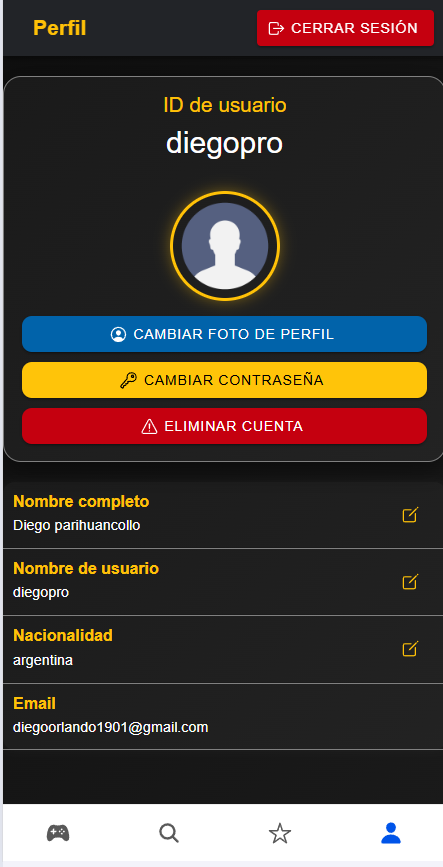 Perfil
CERRAR SESIÓN
ID de usuario
diegopro
CAMBIAR FOTO DE PERFIL
CAMBIAR CONTRASEÑA
ELIMINAR CUENTA
Nombre completo
Diego parihuancollo
Nombre de usuario
diegopro
Nacionalidad
argentina
Email
diegoorlando1901@gmail.com